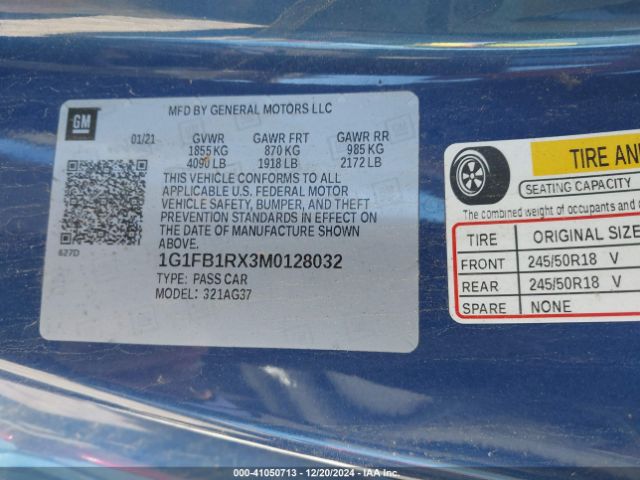 GM
MFD BY GENERAL MOTORS LLC
01/21 GVWR GAWR FRT GAWR RR
1855 KG 870 KG 985 KG
4090 LB 1918 LB 2172 LB
THIS VEHICLE CONFORMS TO ALL
APPLICABLE U.S. FEDERAL MOTOR
VEHICLE SAFETY, BUMPER, AND THEFT
PREVENTION STANDARDS IN EFFECT ON
THE DATE OF MANUFACTURE SHOWN
ABOVE.
627D
1G1FB1RX3M0128032
TYPE: PASS CAR
MODEL: 321AG37
TIRE AN
SEATING CAPACITY
The combined weight of occupants and
TIRE ORIGINAL SIZE
FRONT 245/50R18 V
REAR 245/50R18 V
SPARE NONE
000-41050713 - 12/20/2024 - IAA Inc.